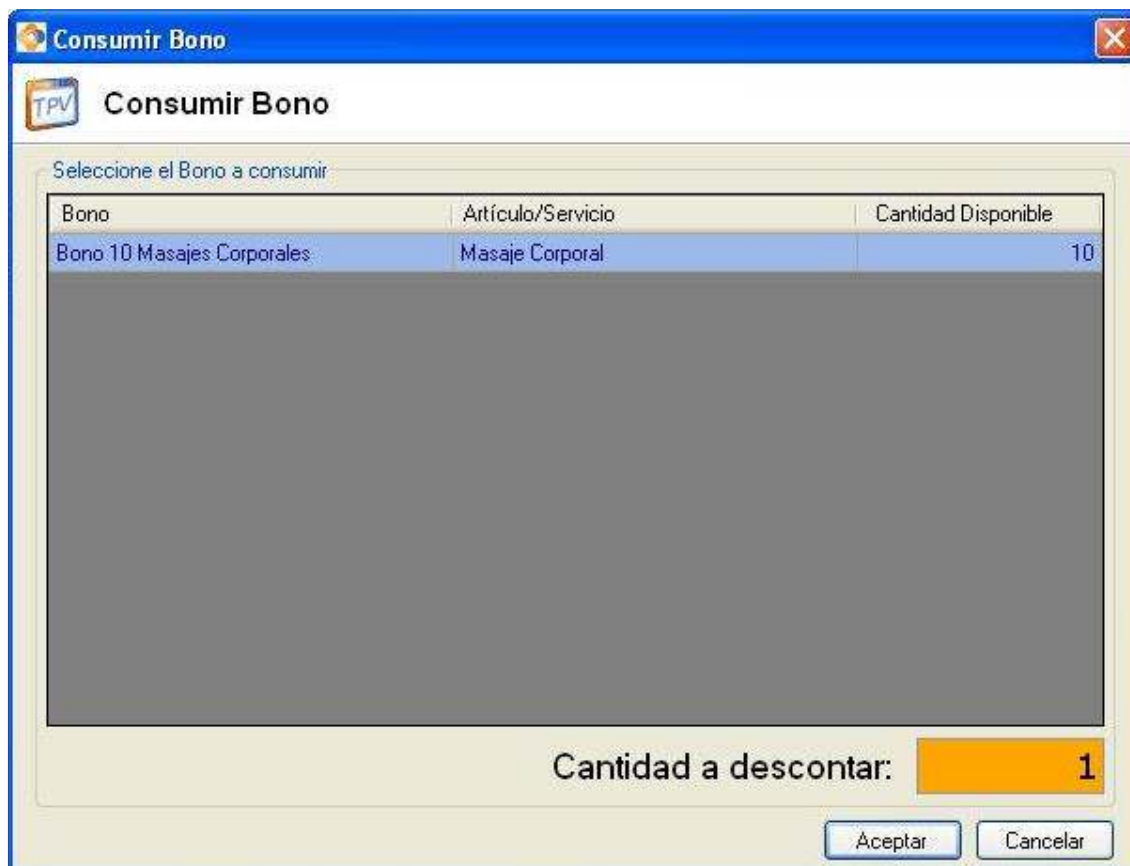 Consumir Bono
TPV Consumir Bono
Seleccione el Bono a consumir
Bono Artículo/Servicio Cantidad Disponible
Bono 10 Masajes Corporales Masaje Corporal 10
Cantidad a descontar: 1
Aceptar Cancelar